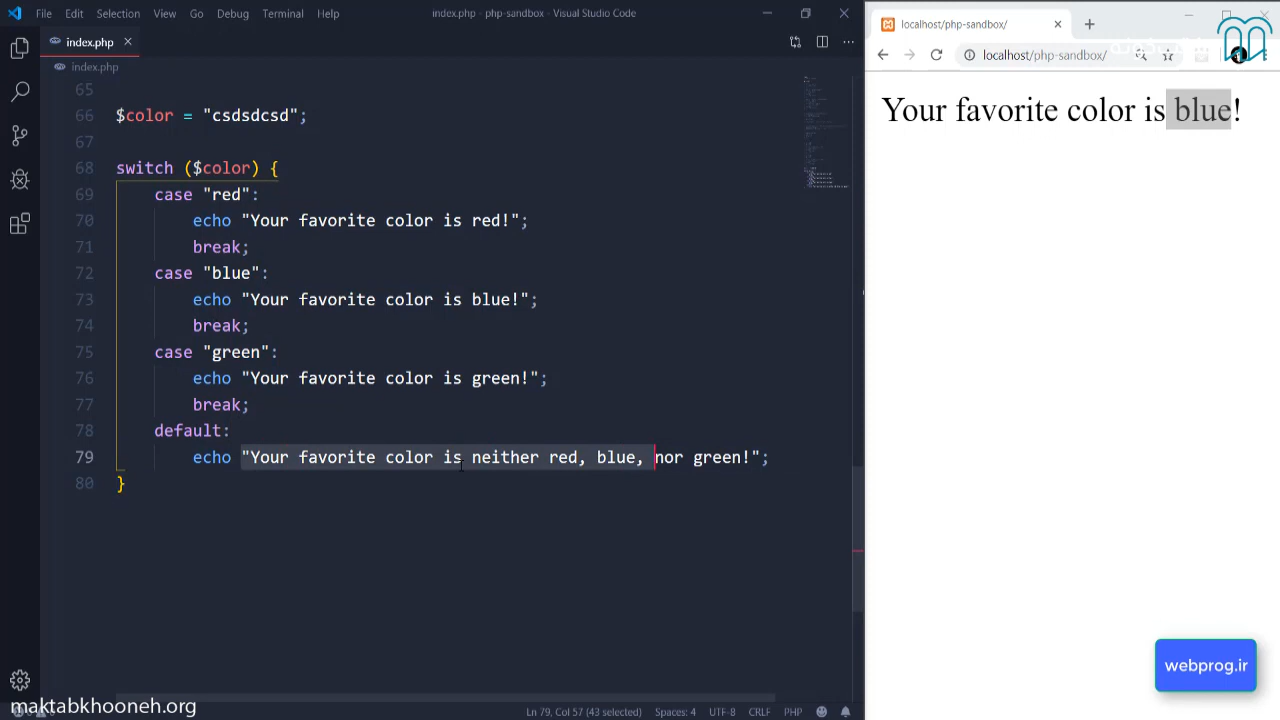 File Edit Selection View Go Debug Terminal Help
index.php - php-sandbox - Visual Studio Code
index.php
index.php
65
66 $color = "csdsdcsd";
67
68 switch ($color) {
69 case "red":
70 echo "Your favorite color is red!";
71 break;
72 case "blue":
73 echo "Your favorite color is blue!";
74 break;
75 case "green":
76 echo "Your favorite color is green!";
77 break;
78 default:
79 echo "Your favorite color is neither red, blue, nor green!";
80 }
Ln 79, Col 57 (43 selected) Spaces: 4 UTF-8 CRLF PHP
maktabkhooneh.org
localhost/php-sandbox/
localhost/php-sandbox/
Your favorite color is blue!
webprog.ir